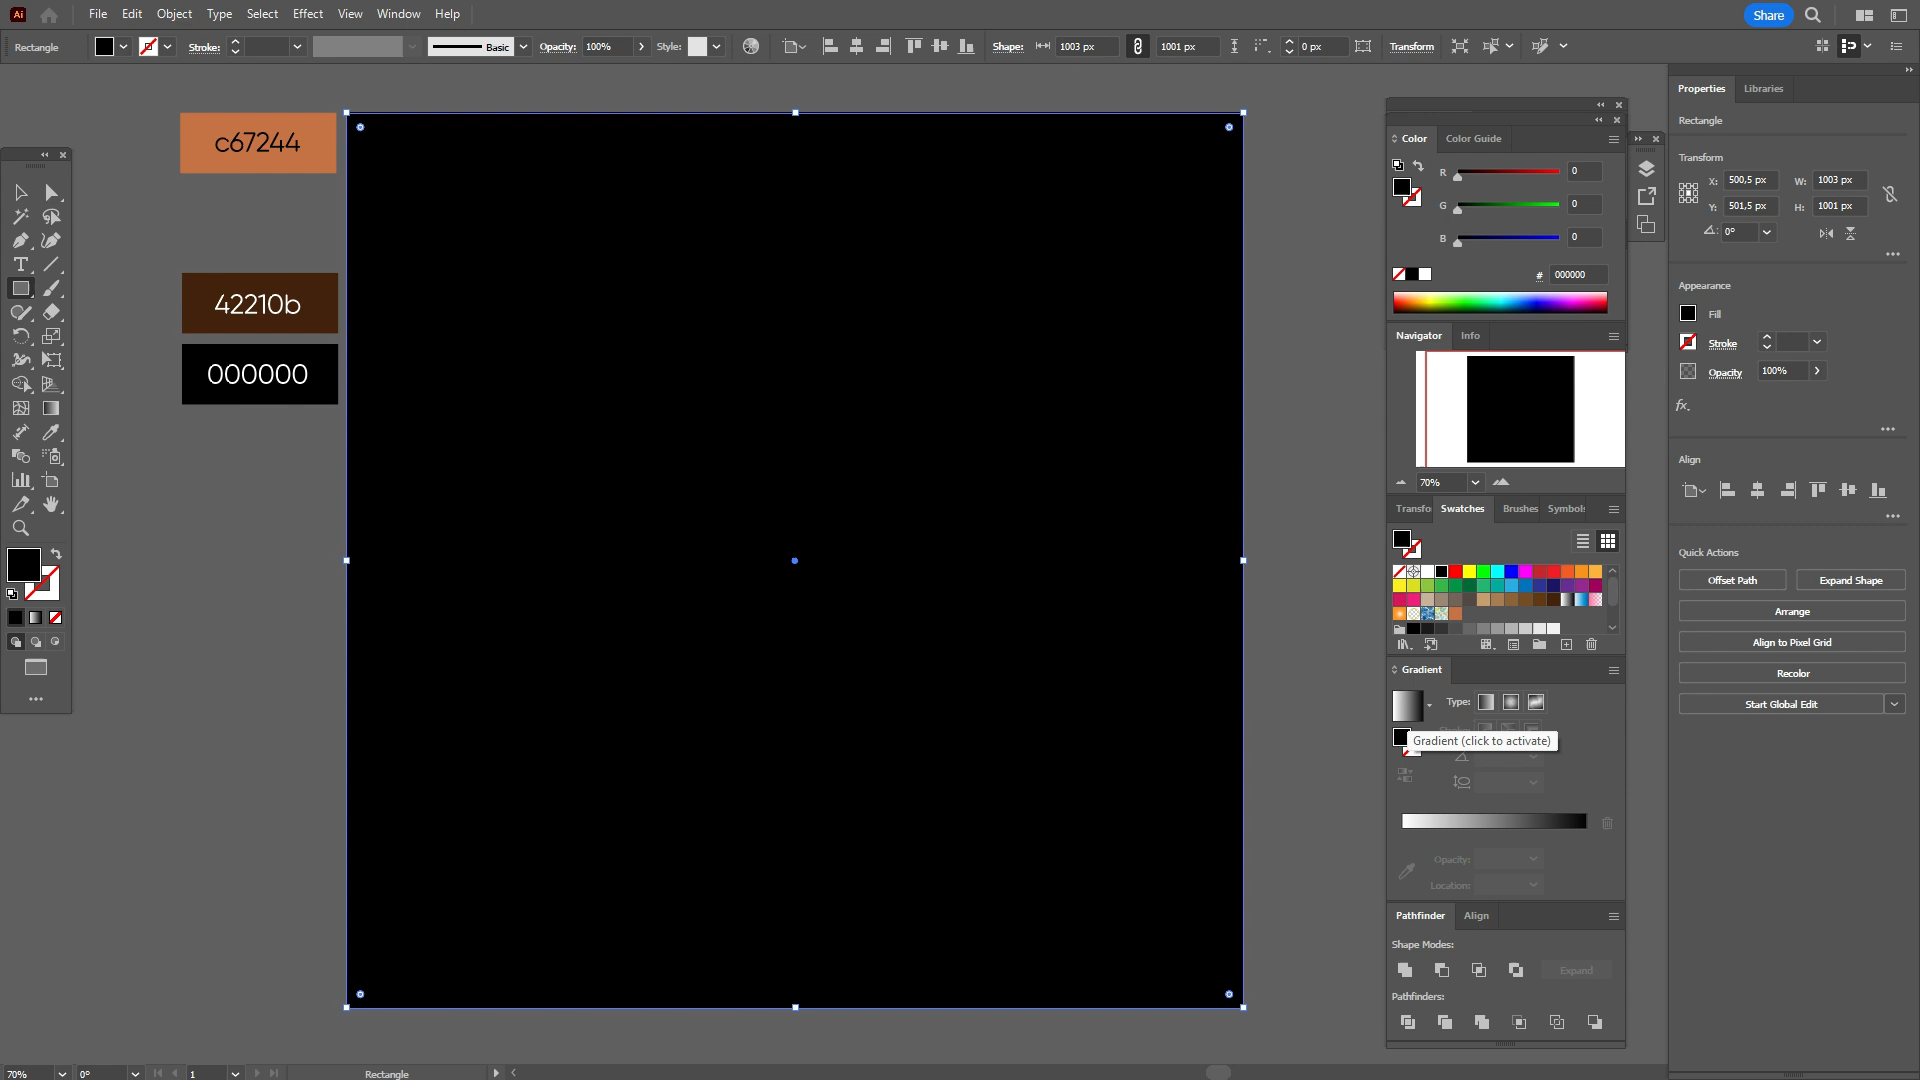 Ai File Edit Object Type Select Effect View Window Help Share
Rectangle Stroke: Basic Opacity: 100% Style: Shape: 1003 px 1001 px 0 px Transform
c67244
42210b
000000
Color Color Guide
R 0
G 0
B 0
# 000000
Navigator Info
70%
Transfo Swatches Brushes Symbols
Gradient
Type:
Gradient (click to activate)
Opacity:
Location:
Pathfinder Align
Shape Modes:
Expand
Pathfinders:
Properties Libraries
Rectangle
Transform
X: 500,5 px W: 1003 px
Y: 501,5 px H: 1001 px
0°
Appearance
Fill
Stroke
Opacity 100%
fx.
Align
Quick Actions
Offset Path Expand Shape
Arrange
Align to Pixel Grid
Recolor
Start Global Edit
70% 0° 1 Rectangle